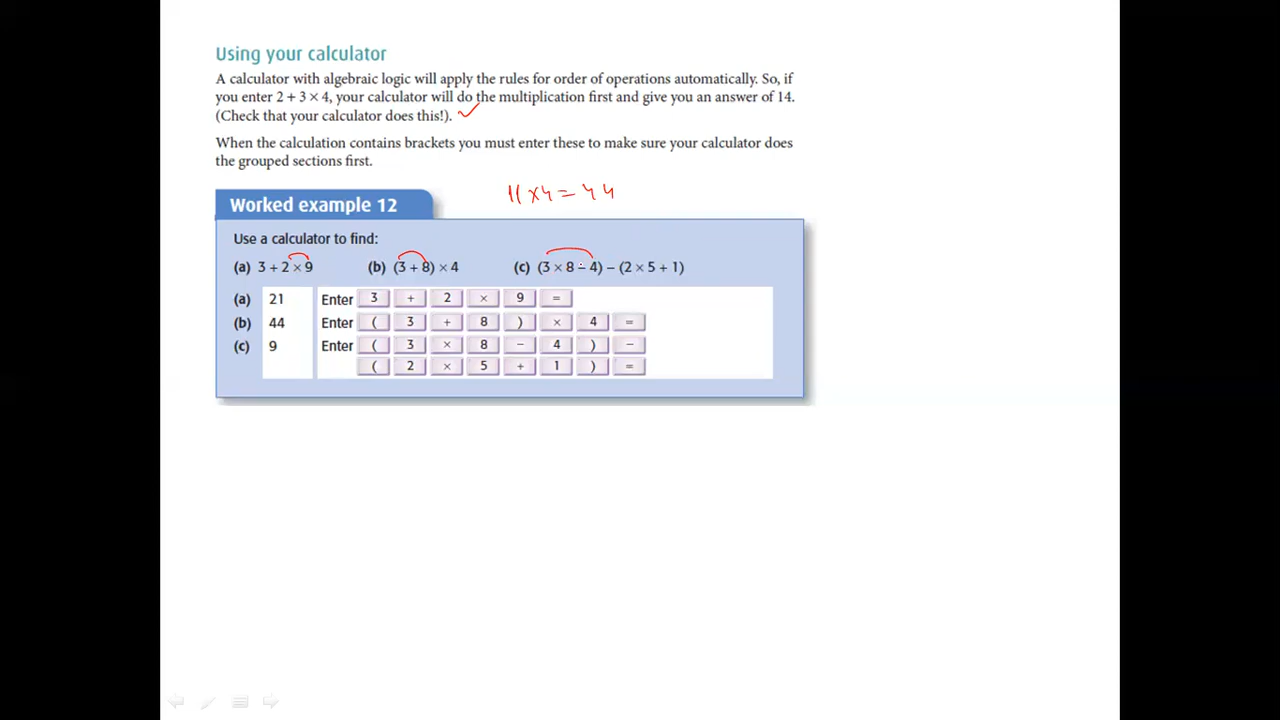 Using your calculator
A calculator with algebraic logic will apply the rules for order of operations automatically. So, if
you enter 2 + 3 × 4, your calculator will do the multiplication first and give you an answer of 14.
(Check that your calculator does this!).
When the calculation contains brackets you must enter these to make sure your calculator does
the grouped sections first.
11 × 4 = 44
Worked example 12
Use a calculator to find:
(a) 3 + 2 × 9 (b) (3 + 8) × 4 (c) (3 × 8 − 4) − (2 × 5 + 1)
(a) 21 Enter 3 + 2 × 9 =
(b) 44 Enter ( 3 + 8 ) × 4 =
(c) 9 Enter ( 3 × 8 − 4 ) −
( 2 × 5 + 1 ) =